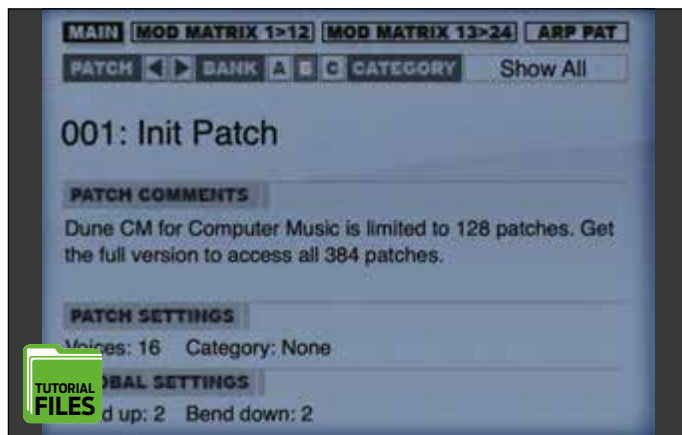 MAIN MOD MATRIX 1>12 MOD MATRIX 13>24 ARP PAT
PATCH BANK A B C CATEGORY Show All
001: Init Patch
PATCH COMMENTS
Dune CM for Computer Music is limited to 128 patches. Get
the full version to access all 384 patches.
PATCH SETTINGS
Voices: 16 Category: None
SETTINGS
up: 2 Bend down: 2
TUTORIAL
FILES